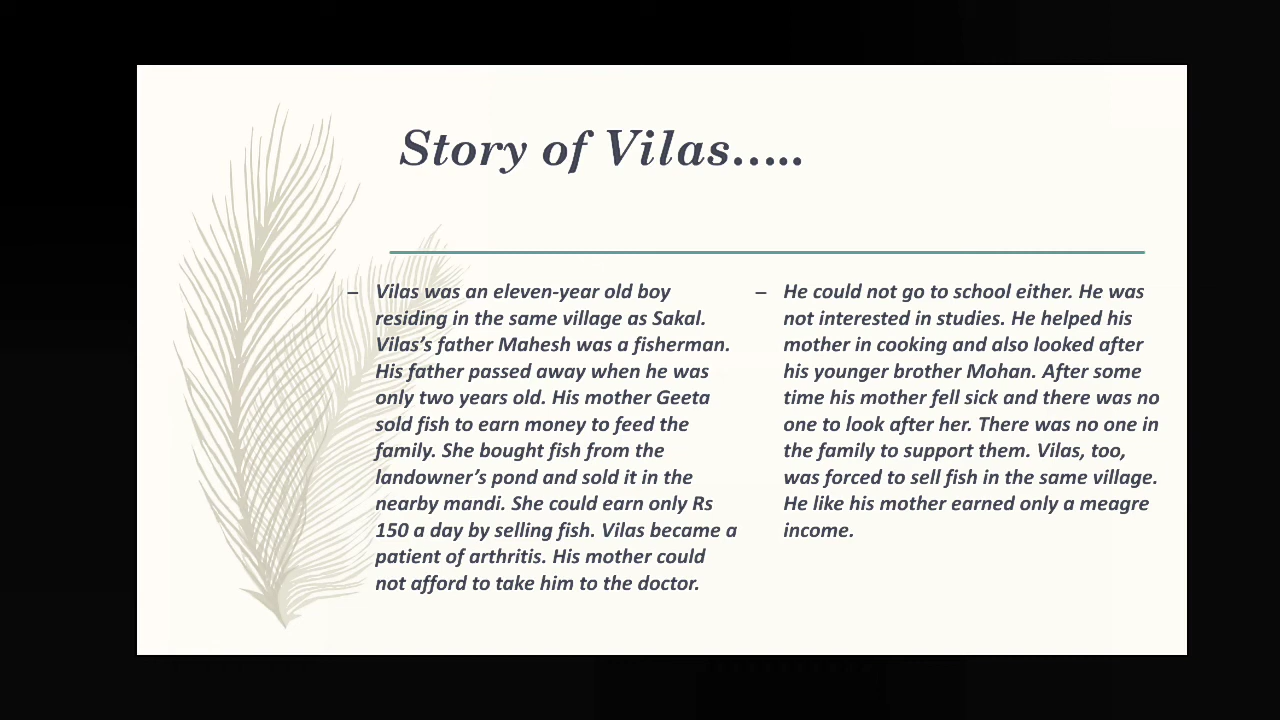 Story of Vilas.....
– Vilas was an eleven-year old boy
residing in the same village as Sakal.
Vilas’s father Mahesh was a fisherman.
His father passed away when he was
only two years old. His mother Geeta
sold fish to earn money to feed the
family. She bought fish from the
landowner’s pond and sold it in the
nearby mandi. She could earn only Rs
150 a day by selling fish. Vilas became a
patient of arthritis. His mother could
not afford to take him to the doctor.
– He could not go to school either. He was
not interested in studies. He helped his
mother in cooking and also looked after
his younger brother Mohan. After some
time his mother fell sick and there was no
one to look after her. There was no one in
the family to support them. Vilas, too,
was forced to sell fish in the same village.
He like his mother earned only a meagre
income.